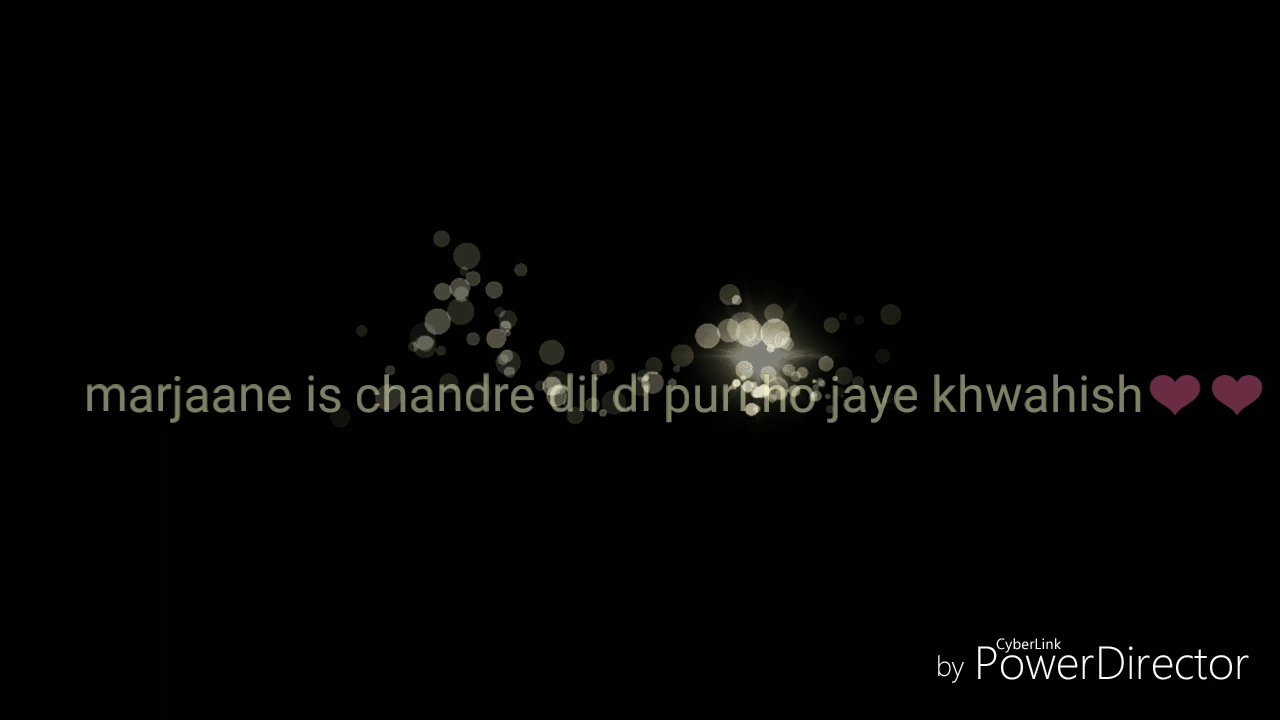 marjaane is chandre dil di puri ho jaye khwahish❤❤
CyberLink
by PowerDirector